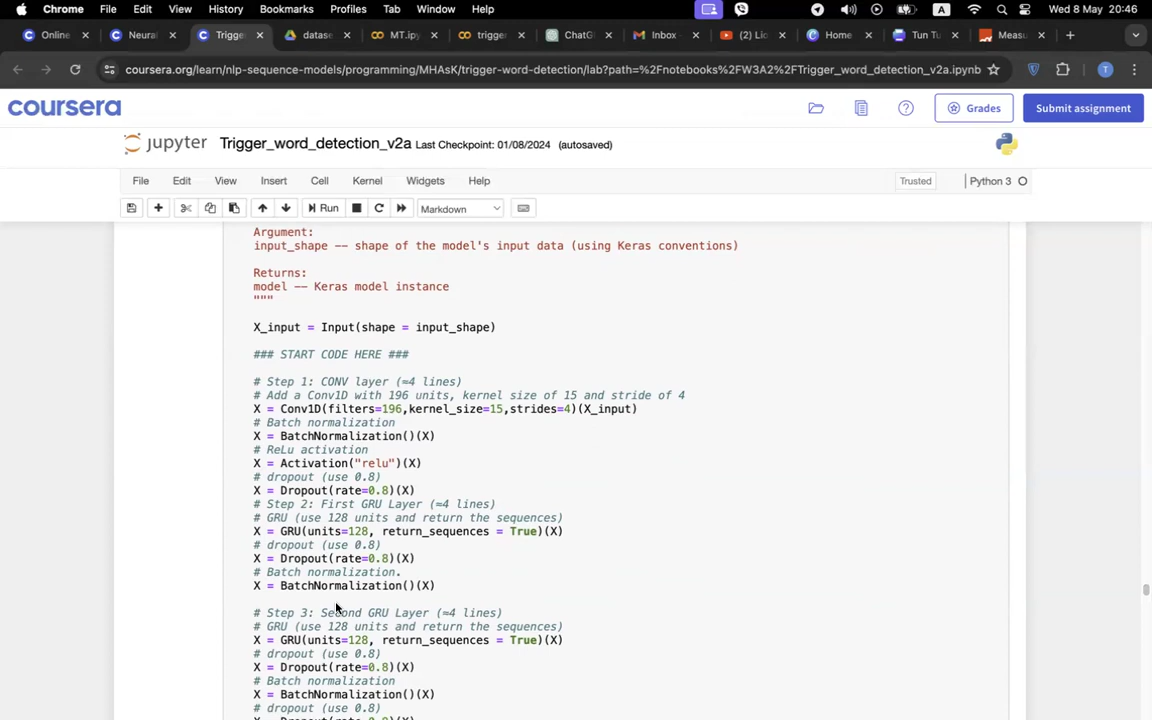 Chrome File Edit View History Bookmarks Profiles Tab Window Help A Wed 8 May 20:46
Online Neural Trigge datase MT.ipy trigger ChatG Inbox (2) Lic Home Tun Tu Measu
coursera.org/learn/nlp-sequence-models/programming/MHAsK/trigger-word-detection/lab?path=%2Fnotebooks%2FW3A2%2FTrigger_word_detection_v2a.ipynb T
coursera Grades Submit assignment
jupyter Trigger_word_detection_v2a Last Checkpoint: 01/08/2024 (autosaved)
File Edit View Insert Cell Kernel Widgets Help Trusted Python 3
Run Markdown
Argument:
input_shape -- shape of the model's input data (using Keras conventions)
Returns:
model -- Keras model instance
"""
X_input = Input(shape = input_shape)
### START CODE HERE ###
# Step 1: CONV layer (≈4 lines)
# Add a Conv1D with 196 units, kernel size of 15 and stride of 4
X = Conv1D(filters=196,kernel_size=15,strides=4)(X_input)
# Batch normalization
X = BatchNormalization()(X)
# ReLu activation
X = Activation("relu")(X)
# dropout (use 0.8)
X = Dropout(rate=0.8)(X)
# Step 2: First GRU Layer (≈4 lines)
# GRU (use 128 units and return the sequences)
X = GRU(units=128, return_sequences = True)(X)
# dropout (use 0.8)
X = Dropout(rate=0.8)(X)
# Batch normalization.
X = BatchNormalization()(X)
# Step 3: Second GRU Layer (≈4 lines)
# GRU (use 128 units and return the sequences)
X = GRU(units=128, return_sequences = True)(X)
# dropout (use 0.8)
X = Dropout(rate=0.8)(X)
# Batch normalization
X = BatchNormalization()(X)
# dropout (use 0.8)
X = Dropout(rate=0.8)(X)